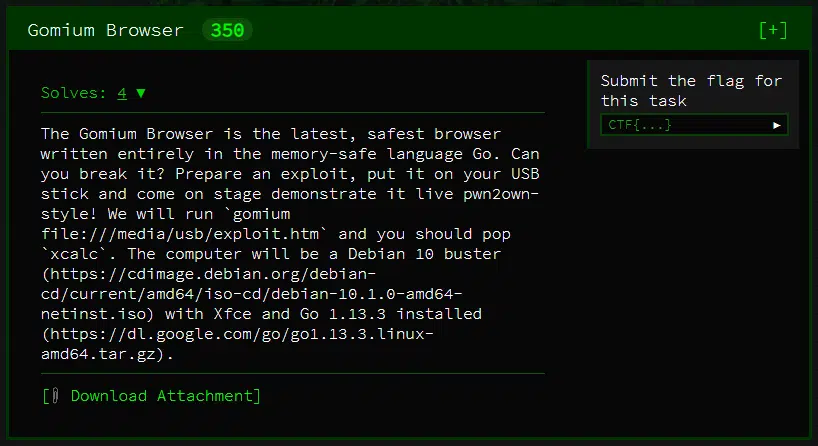 Gomium Browser 350 [+]
Solves: 4 ▼
The Gomium Browser is the latest, safest browser
written entirely in the memory-safe language Go. Can
you break it? Prepare an exploit, put it on your USB
stick and come on stage demonstrate it live pwn2own-
style! We will run `gomium
file:///media/usb/exploit.htm` and you should pop
`xcalc`. The computer will be a Debian 10 buster
(https://cdimage.debian.org/debian-
cd/current/amd64/iso-cd/debian-10.1.0-amd64-
netinst.iso) with Xfce and Go 1.13.3 installed
(https://dl.google.com/go/go1.13.3.linux-
amd64.tar.gz).
[ Download Attachment]
Submit the flag for
this task
CTF{...} ▶